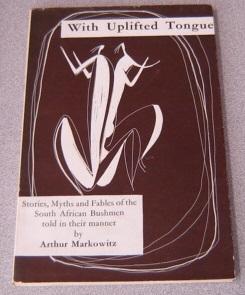 With Uplifted Tongue
Stories, Myths and Fables of the
South African Bushmen
told in their manner
by
Arthur Markowitz